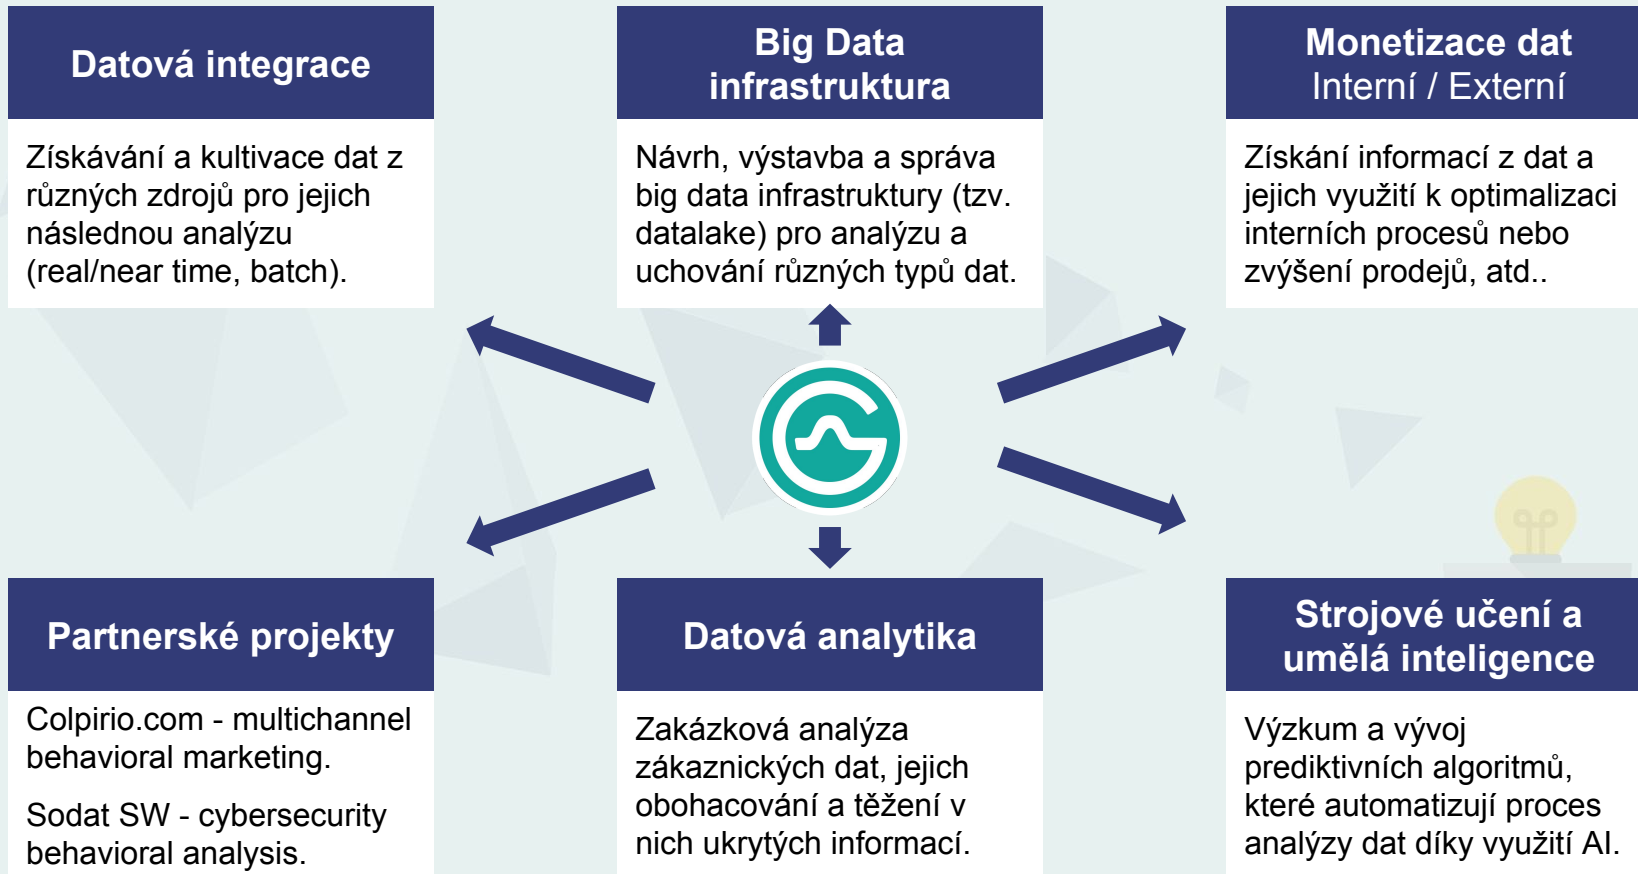 Datová integrace
Získávání a kultivace dat z
různých zdrojů pro jejich
následnou analýzu
(real/near time, batch).
Big Data
infrastruktura
Návrh, výstavba a správa
big data infrastruktury (tzv.
datalake) pro analýzu a
uchování různých typů dat.
Monetizace dat
Interní / Externí
Získání informací z dat a
jejich využití k optimalizaci
interních procesů nebo
zvýšení prodejů, atd..
Partnerské projekty
Colpirio.com - multichannel
behavioral marketing.
Sodat SW - cybersecurity
behavioral analysis.
Datová analytika
Zakázková analýza
zákaznických dat, jejich
obohacování a těžení v
nich ukrytých informací.
Strojové učení a
umělá inteligence
Výzkum a vývoj
prediktivních algoritmů,
které automatizují proces
analýzy dat díky využití AI.